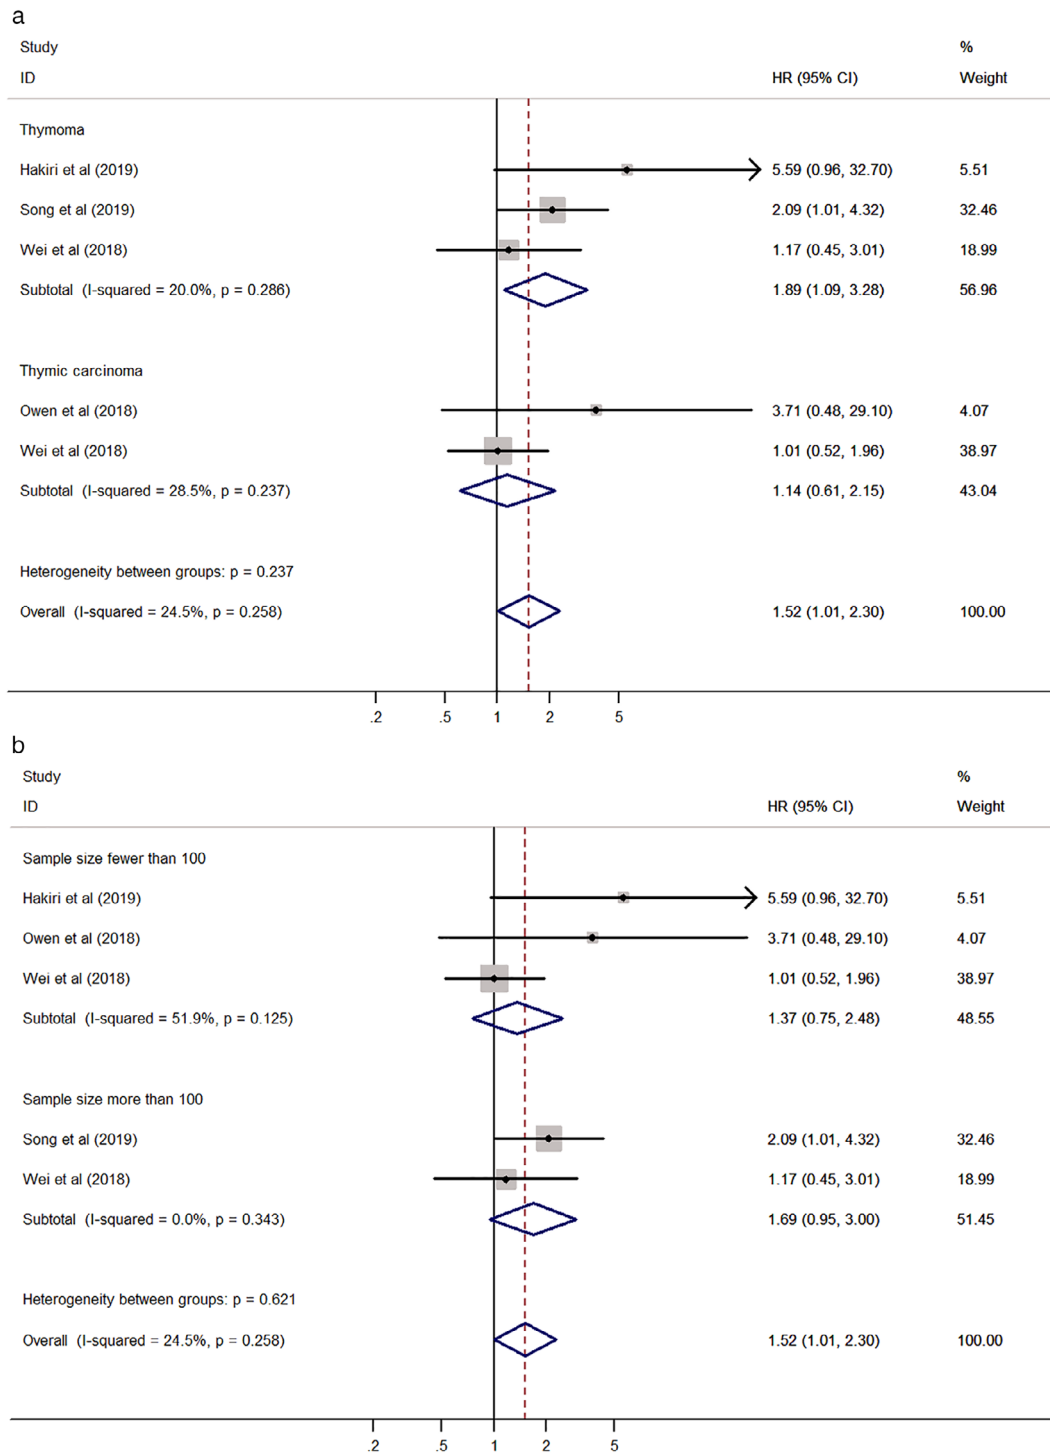 a
Study %
ID HR (95% CI) Weight
Thymoma
Hakiri et al (2019) 5.59 (0.96, 32.70) 5.51
Song et al (2019) 2.09 (1.01, 4.32) 32.46
Wei et al (2018) 1.17 (0.45, 3.01) 18.99
Subtotal (I-squared = 20.0%, p = 0.286) 1.89 (1.09, 3.28) 56.96
Thymic carcinoma
Owen et al (2018) 3.71 (0.48, 29.10) 4.07
Wei et al (2018) 1.01 (0.52, 1.96) 38.97
Subtotal (I-squared = 28.5%, p = 0.237) 1.14 (0.61, 2.15) 43.04
Heterogeneity between groups: p = 0.237
Overall (I-squared = 24.5%, p = 0.258) 1.52 (1.01, 2.30) 100.00
.2 .5 1 2 5
b
Study %
ID HR (95% CI) Weight
Sample size fewer than 100
Hakiri et al (2019) 5.59 (0.96, 32.70) 5.51
Owen et al (2018) 3.71 (0.48, 29.10) 4.07
Wei et al (2018) 1.01 (0.52, 1.96) 38.97
Subtotal (I-squared = 51.9%, p = 0.125) 1.37 (0.75, 2.48) 48.55
Sample size more than 100
Song et al (2019) 2.09 (1.01, 4.32) 32.46
Wei et al (2018) 1.17 (0.45, 3.01) 18.99
Subtotal (I-squared = 0.0%, p = 0.343) 1.69 (0.95, 3.00) 51.45
Heterogeneity between groups: p = 0.621
Overall (I-squared = 24.5%, p = 0.258) 1.52 (1.01, 2.30) 100.00
.2 .5 1 2 5